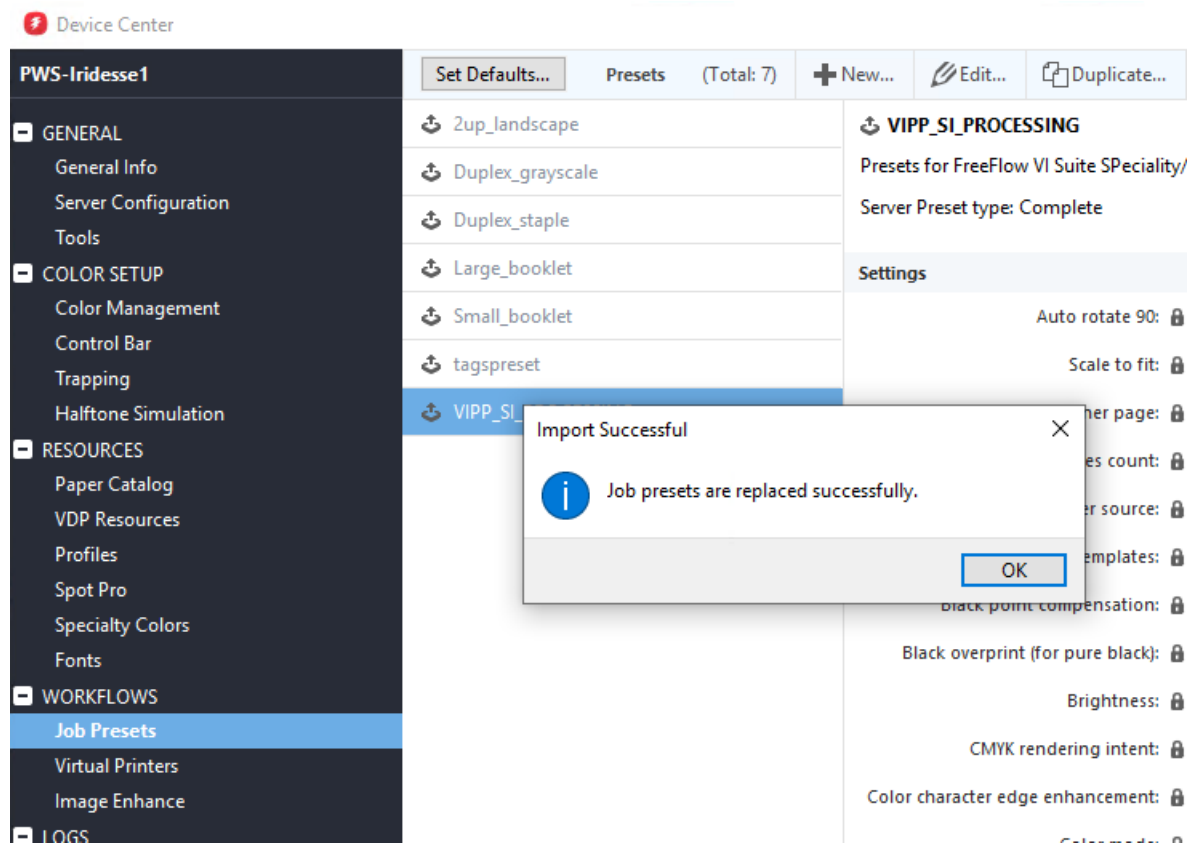 Device Center
PWS-Iridesse1
Set Defaults... Presets (Total: 7) New... Edit... Duplicate...
GENERAL
General Info
Server Configuration
Tools
COLOR SETUP
Color Management
Control Bar
Trapping
Halftone Simulation
RESOURCES
Paper Catalog
VDP Resources
Profiles
Spot Pro
Specialty Colors
Fonts
WORKFLOWS
Job Presets
Virtual Printers
Image Enhance
LOGS
2up_landscape
Duplex_grayscale
Duplex_staple
Large_booklet
Small_booklet
tagspreset
VIPP_SI_
VIPP_SI_PROCESSING
Presets for FreeFlow VI Suite SPeciality/
Server Preset type: Complete
Settings
Auto rotate 90:
Scale to fit:
page:
count:
source:
Black point compensation:
Black overprint (for pure black):
Brightness:
CMYK rendering intent:
Color character edge enhancement:
Color mode:
Import Successful
Job presets are replaced successfully.
OK